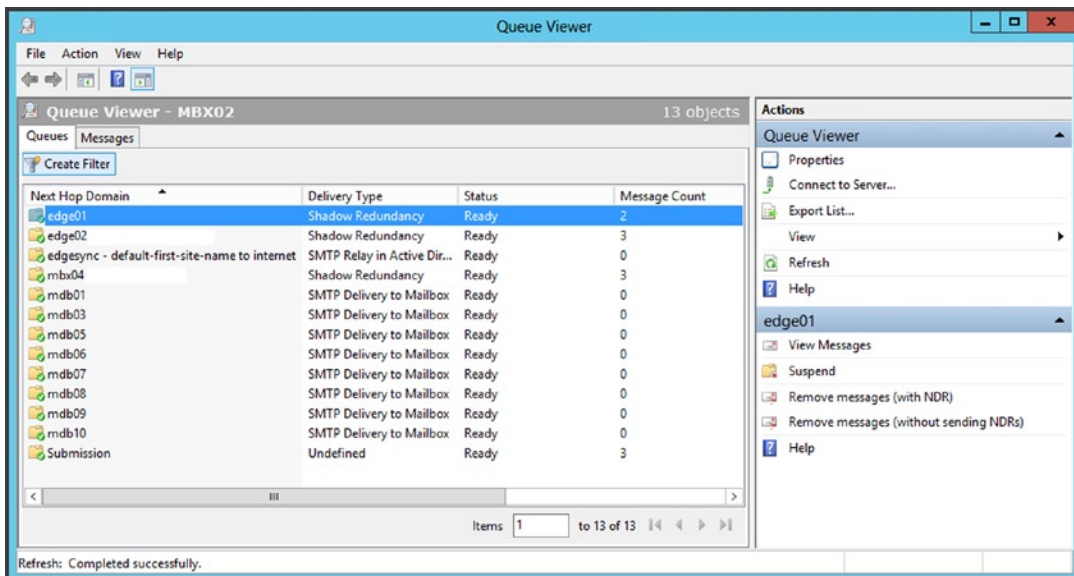 Queue Viewer
File Action View Help
Queue Viewer - MBX02 13 objects
Queues Messages
Create Filter
Next Hop Domain Delivery Type Status Message Count
edge01 Shadow Redundancy Ready 2
edge02 Shadow Redundancy Ready 3
edgesync - default-first-site-name to internet SMTP Relay in Active Dir... Ready 0
mbx04 Shadow Redundancy Ready 3
mdb01 SMTP Delivery to Mailbox Ready 0
mdb03 SMTP Delivery to Mailbox Ready 0
mdb05 SMTP Delivery to Mailbox Ready 0
mdb06 SMTP Delivery to Mailbox Ready 0
mdb07 SMTP Delivery to Mailbox Ready 0
mdb08 SMTP Delivery to Mailbox Ready 0
mdb09 SMTP Delivery to Mailbox Ready 0
mdb10 SMTP Delivery to Mailbox Ready 0
Submission Undefined Ready 3
Items 1 to 13 of 13
Refresh: Completed successfully.
Actions
Queue Viewer
Properties
Connect to Server...
Export List...
View
Refresh
Help
edge01
View Messages
Suspend
Remove messages (with NDR)
Remove messages (without sending NDRs)
Help